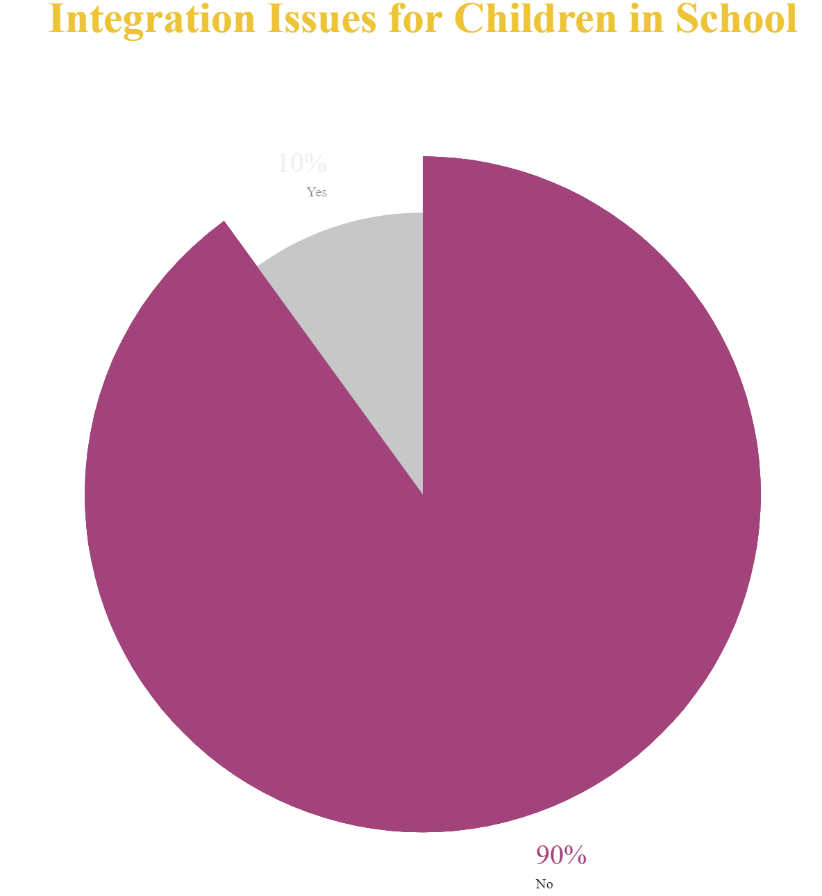 Integration Issues for Children in School
10%
Yes
90%
No